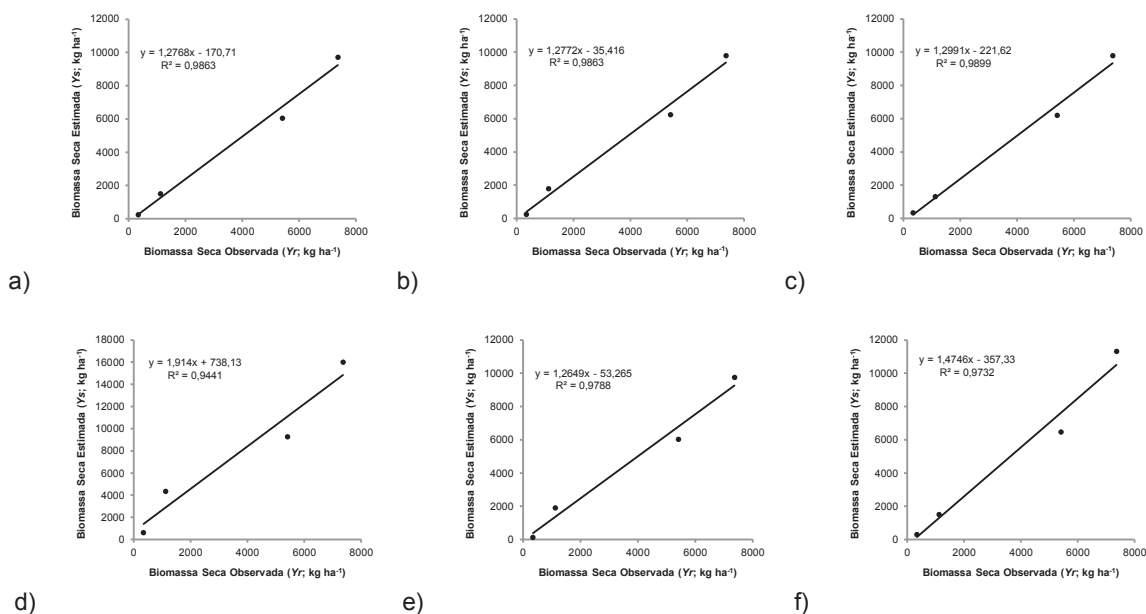 12000
10000
8000
6000
4000
2000
0
y = 1,2768x - 170,71
R² = 0,9863
Biomassa Seca Estimada (Ys; kg ha⁻¹)
0 2000 4000 6000 8000
Biomassa Seca Observada (Yr; kg ha⁻¹)
a)
12000
10000
8000
6000
4000
2000
0
y = 1,2772x - 35,416
R² = 0,9863
Biomassa Seca Estimada (Ys; kg ha⁻¹)
0 2000 4000 6000 8000
Biomassa Seca Observada (Yr; kg ha⁻¹)
b)
12000
10000
8000
6000
4000
2000
0
y = 1,2991x - 221,62
R² = 0,9899
Biomassa Seca Estimada (Ys; kg ha⁻¹)
0 2000 4000 6000 8000
Biomassa Seca Observada (Yr; kg ha⁻¹)
c)
18000
16000
14000
12000
10000
8000
6000
4000
2000
0
y = 1,914x + 738,13
R² = 0,9441
Biomassa Seca Estimada (Ys; kg ha⁻¹)
0 2000 4000 6000 8000
Biomassa Seca Observada (Yr; kg ha⁻¹)
d)
12000
10000
8000
6000
4000
2000
0
y = 1,2649x - 53,265
R² = 0,9788
Biomassa Seca Estimada (Ys; kg ha⁻¹)
0 2000 4000 6000 8000
Biomassa Seca Observada (Yr; kg ha⁻¹)
e)
12000
10000
8000
6000
4000
2000
0
y = 1,4746x - 357,33
R² = 0,9732
Biomassa Seca Estimada (Ys; kg ha⁻¹)
0 2000 4000 6000 8000
Biomassa Seca Observada (Yr; kg ha⁻¹)
f)